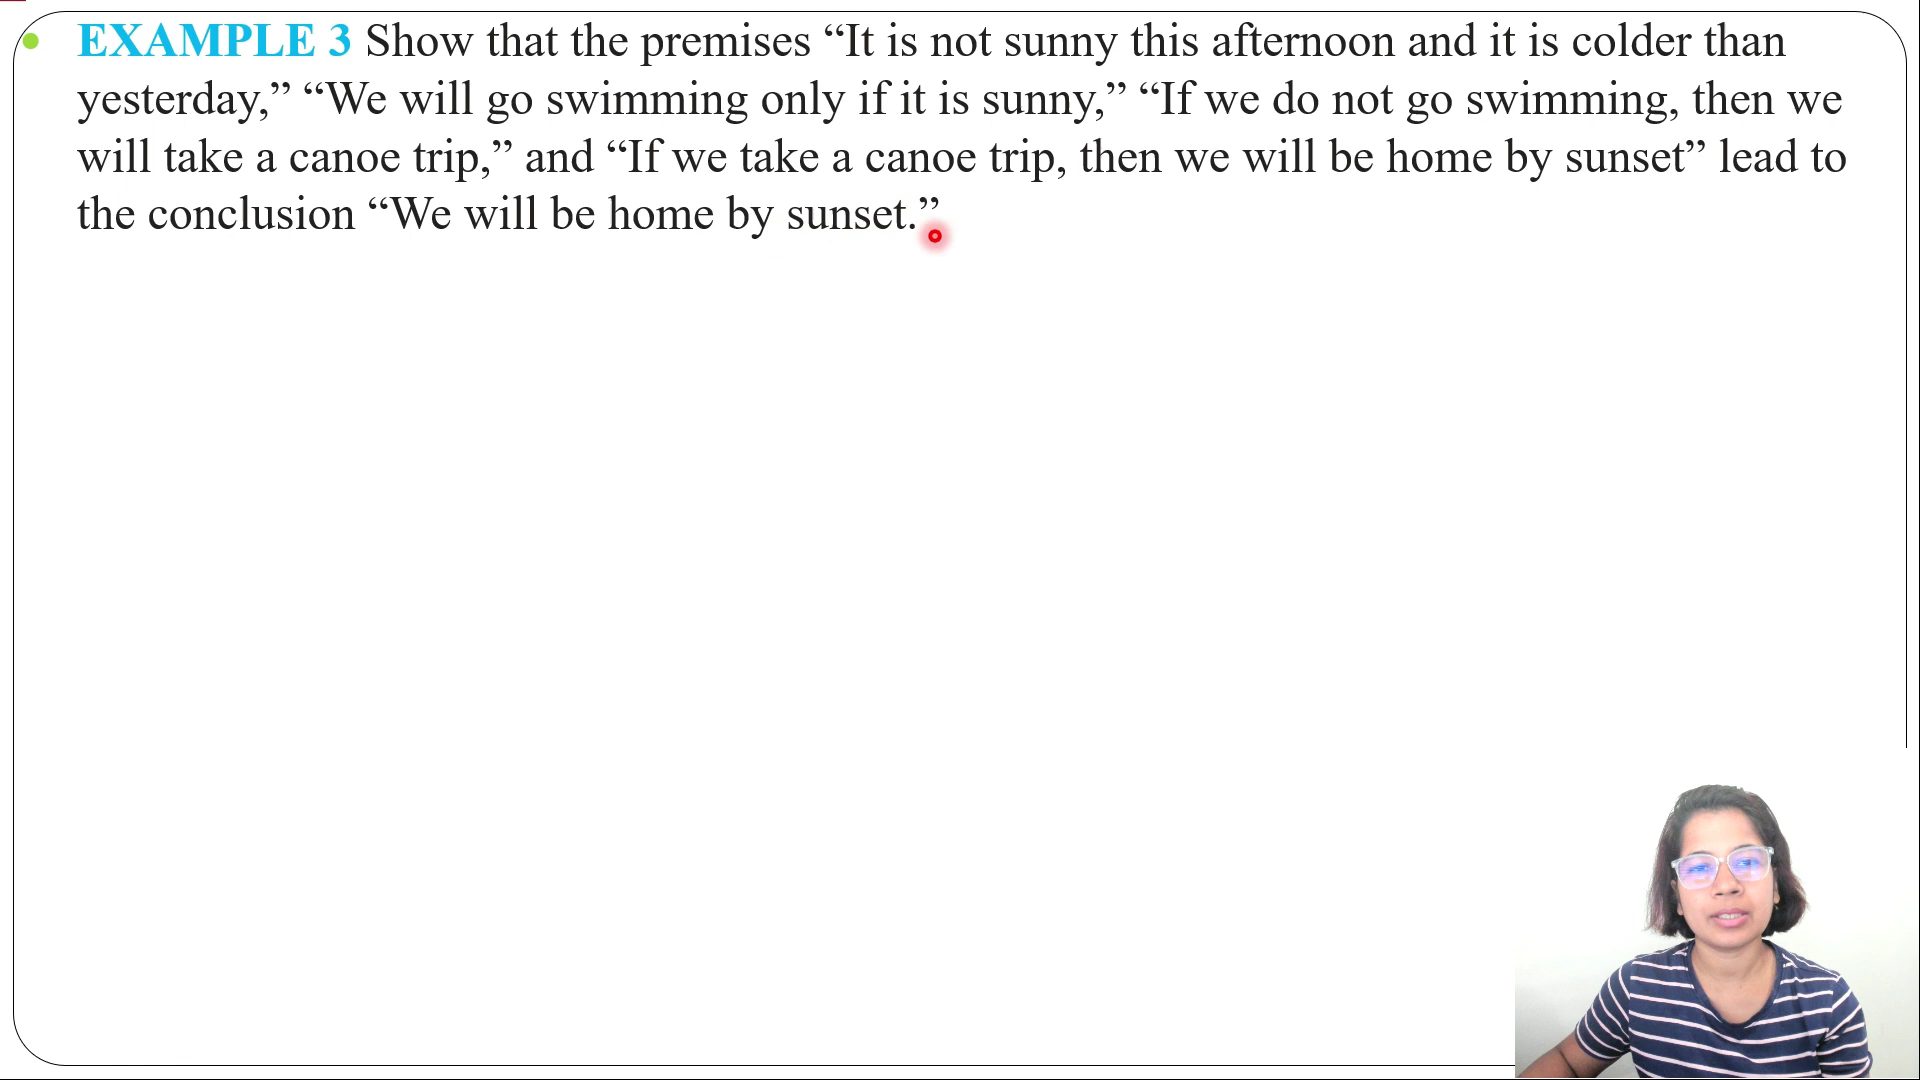 EXAMPLE 3 Show that the premises “It is not sunny this afternoon and it is colder than
yesterday,” “We will go swimming only if it is sunny,” “If we do not go swimming, then we
will take a canoe trip,” and “If we take a canoe trip, then we will be home by sunset” lead to
the conclusion “We will be home by sunset.”